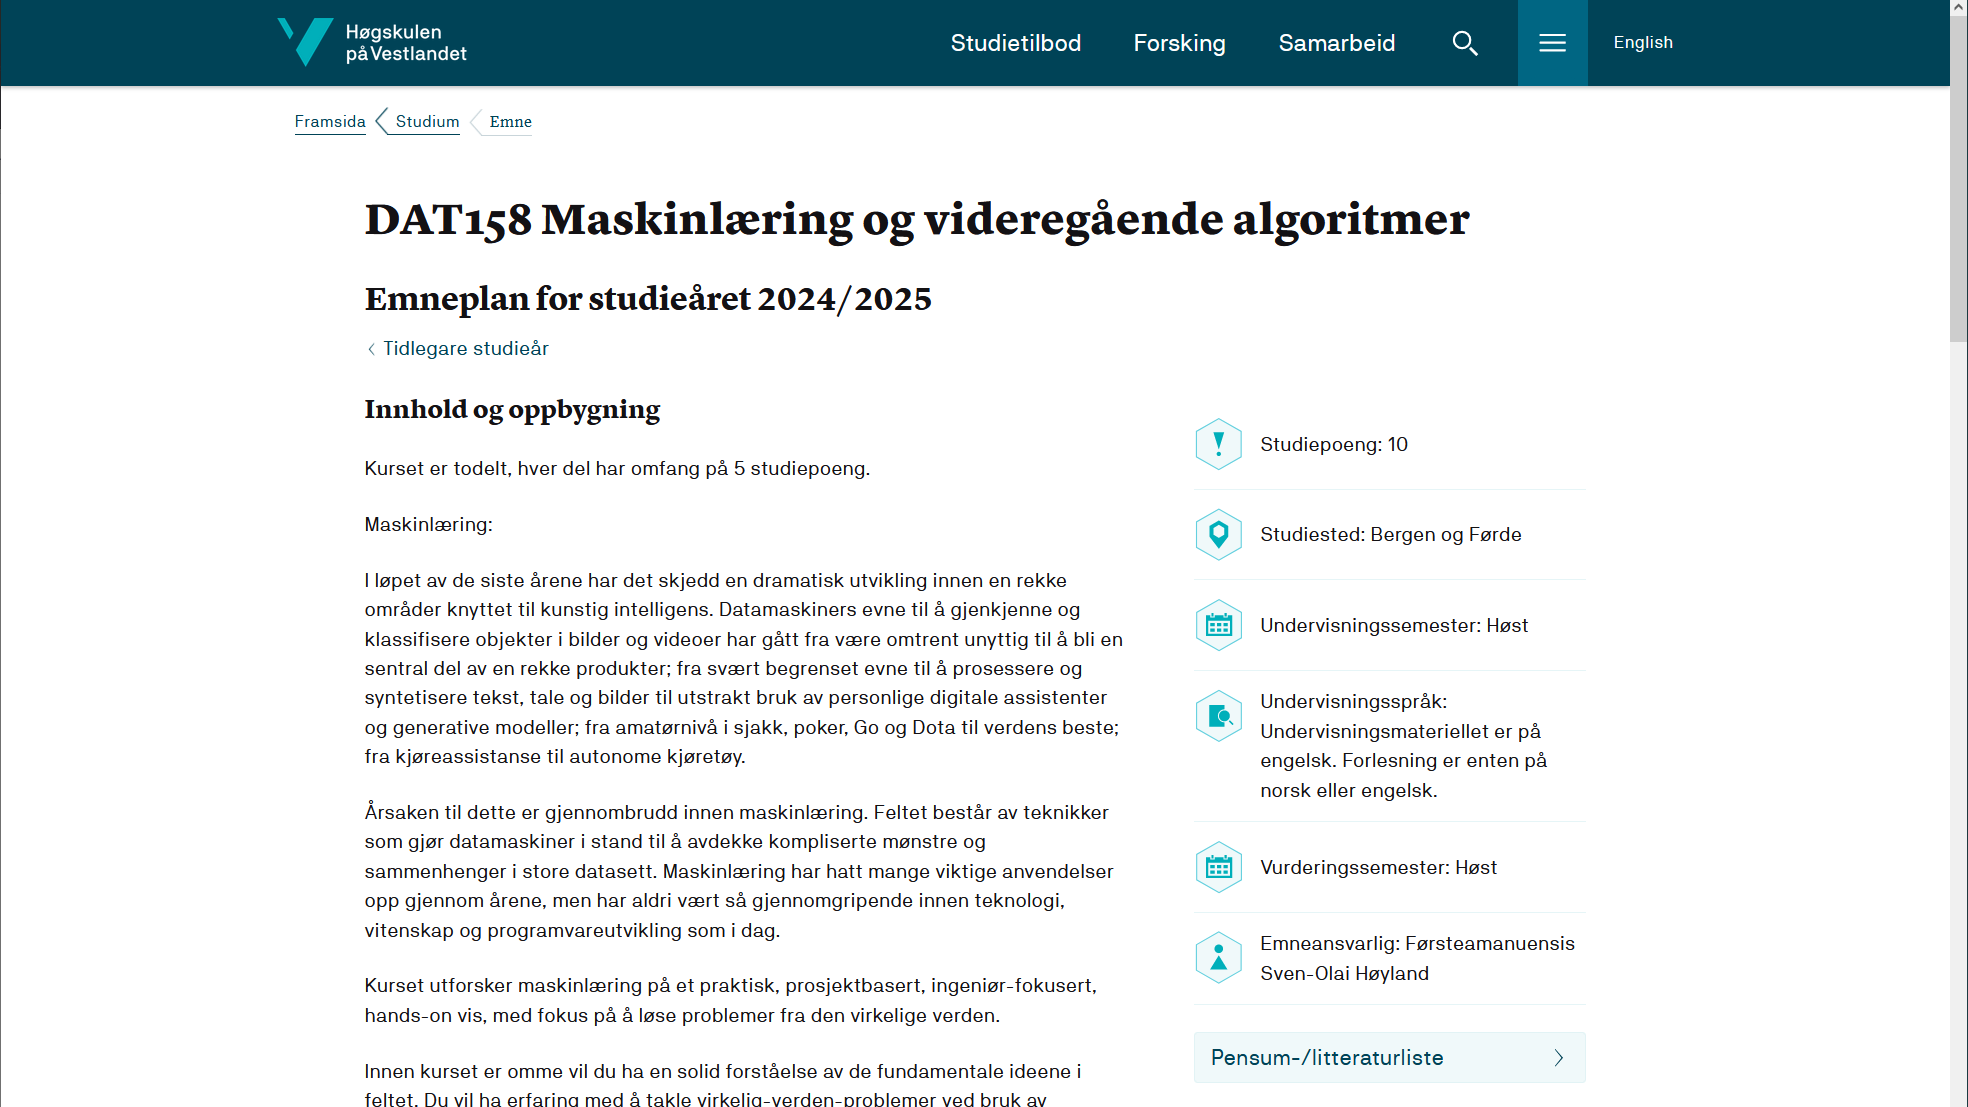 Høgskulen
på Vestlandet
Studietilbod
Forsking
Samarbeid
English
Framsida
Studium
Emne
DAT158 Maskinlæring og videregående algoritmer
Emneplan for studieåret 2024/2025
Tidlegare studieår
Innhold og oppbygning
Kurset er todelt, hver del har omfang på 5 studiepoeng.
Maskinlæring:
I løpet av de siste årene har det skjedd en dramatisk utvikling innen en rekke
områder knyttet til kunstig intelligens. Datamaskiners evne til å gjenkjenne og
klassifisere objekter i bilder og videoer har gått fra være omtrent unyttig til å bli en
sentral del av en rekke produkter; fra svært begrenset evne til å prosessere og
syntetisere tekst, tale og bilder til utstrakt bruk av personlige digitale assistenter
og generative modeller; fra amatørnivå i sjakk, poker, Go og Dota til verdens beste;
fra kjøreassistanse til autonome kjøretøy.
Årsaken til dette er gjennombrudd innen maskinlæring. Feltet består av teknikker
som gjør datamaskiner i stand til å avdekke kompliserte mønstre og
sammenhenger i store datasett. Maskinlæring har hatt mange viktige anvendelser
opp gjennom årene, men har aldri vært så gjennomgripende innen teknologi,
vitenskap og programvareutvikling som i dag.
Kurset utforsker maskinlæring på et praktisk, prosjektbasert, ingeniør-fokusert,
hands-on vis, med fokus på å løse problemer fra den virkelige verden.
Innen kurset er omme vil du ha en solid forståelse av de fundamentale ideene i
feltet. Du vil ha erfaring med å takle virkelig-verden-problemer ved bruk av
Studiepoeng: 10
Studiested: Bergen og Førde
Undervisningssemester: Høst
Undervisningsspråk:
Undervisningsmateriellet er på
engelsk. Forlesning er enten på
norsk eller engelsk.
Vurderingssemester: Høst
Emneansvarlig: Førsteamanuensis
Sven-Olai Høyland
Pensum-/litteraturliste